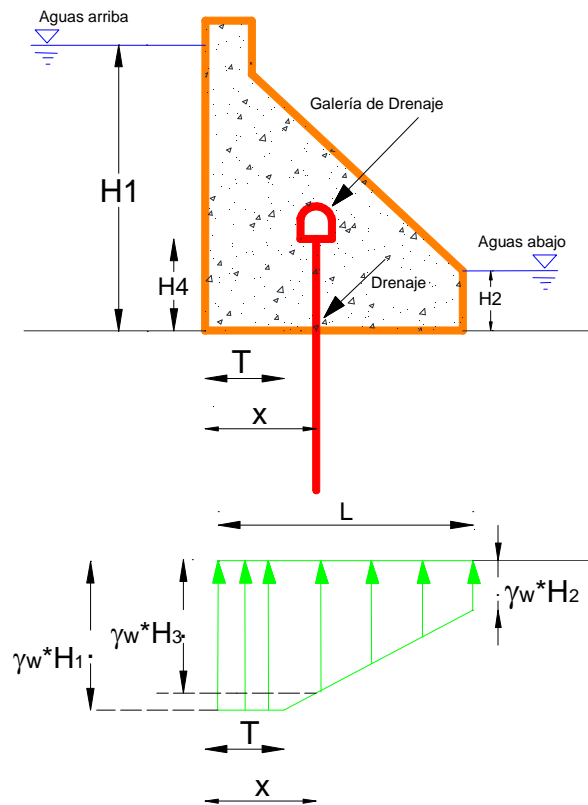 Aguas arriba
Galería de Drenaje
H1
Aguas abajo
H4
Drenaje
H2
T
x
L
γw*H2
γw*H3
γw*H1
T
x